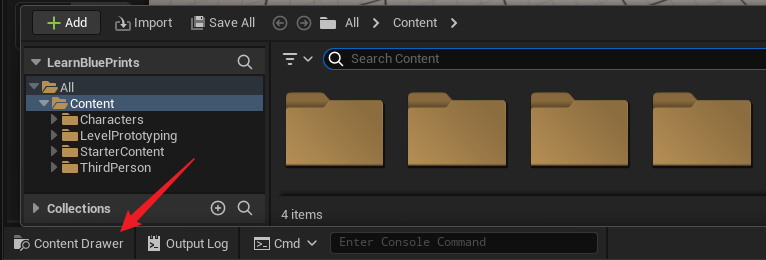 + Add Import Save All All > Content >
LearnBluePrints
Search Content
All
Content
Characters
LevelPrototyping
StarterContent
ThirdPerson
Collections
4 items
Content Drawer Output Log Cmd Enter Console Command